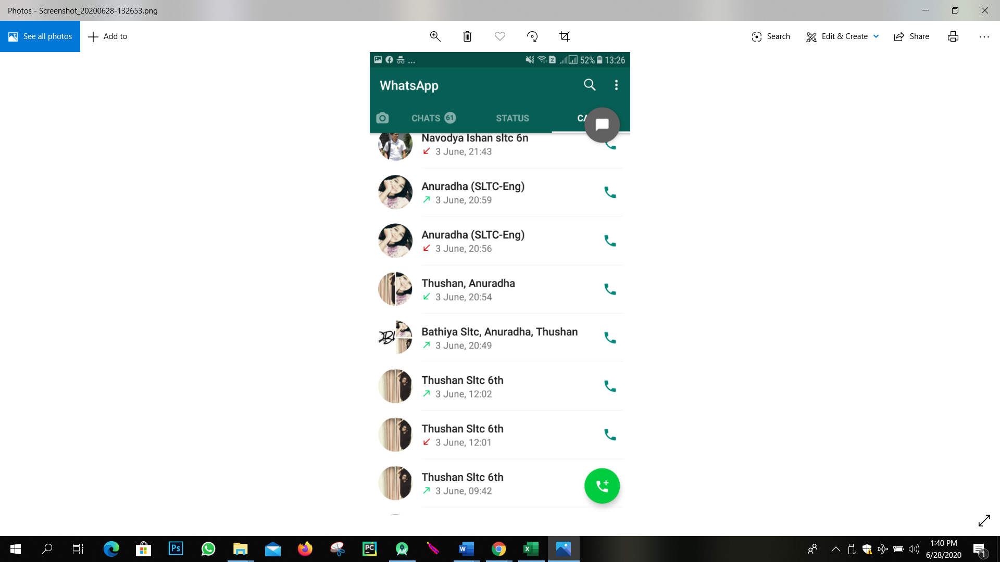 Photos - Screenshot_20200628-132653.png
See all photos
Add to
Search
Edit & Create
Share
... 2 52% 13:26
WhatsApp
CHATS 61 STATUS CA
Navodya Ishan sltc 6n
3 June, 21:43
Anuradha (SLTC-Eng)
3 June, 20:59
Anuradha (SLTC-Eng)
3 June, 20:56
Thushan, Anuradha
3 June, 20:54
Bathiya Sltc, Anuradha, Thushan
3 June, 20:49
Thushan Sltc 6th
3 June, 12:02
Thushan Sltc 6th
3 June, 12:01
Thushan Sltc 6th
3 June, 09:42
Ps
PC
W
X
1:40 PM
6/28/2020
1